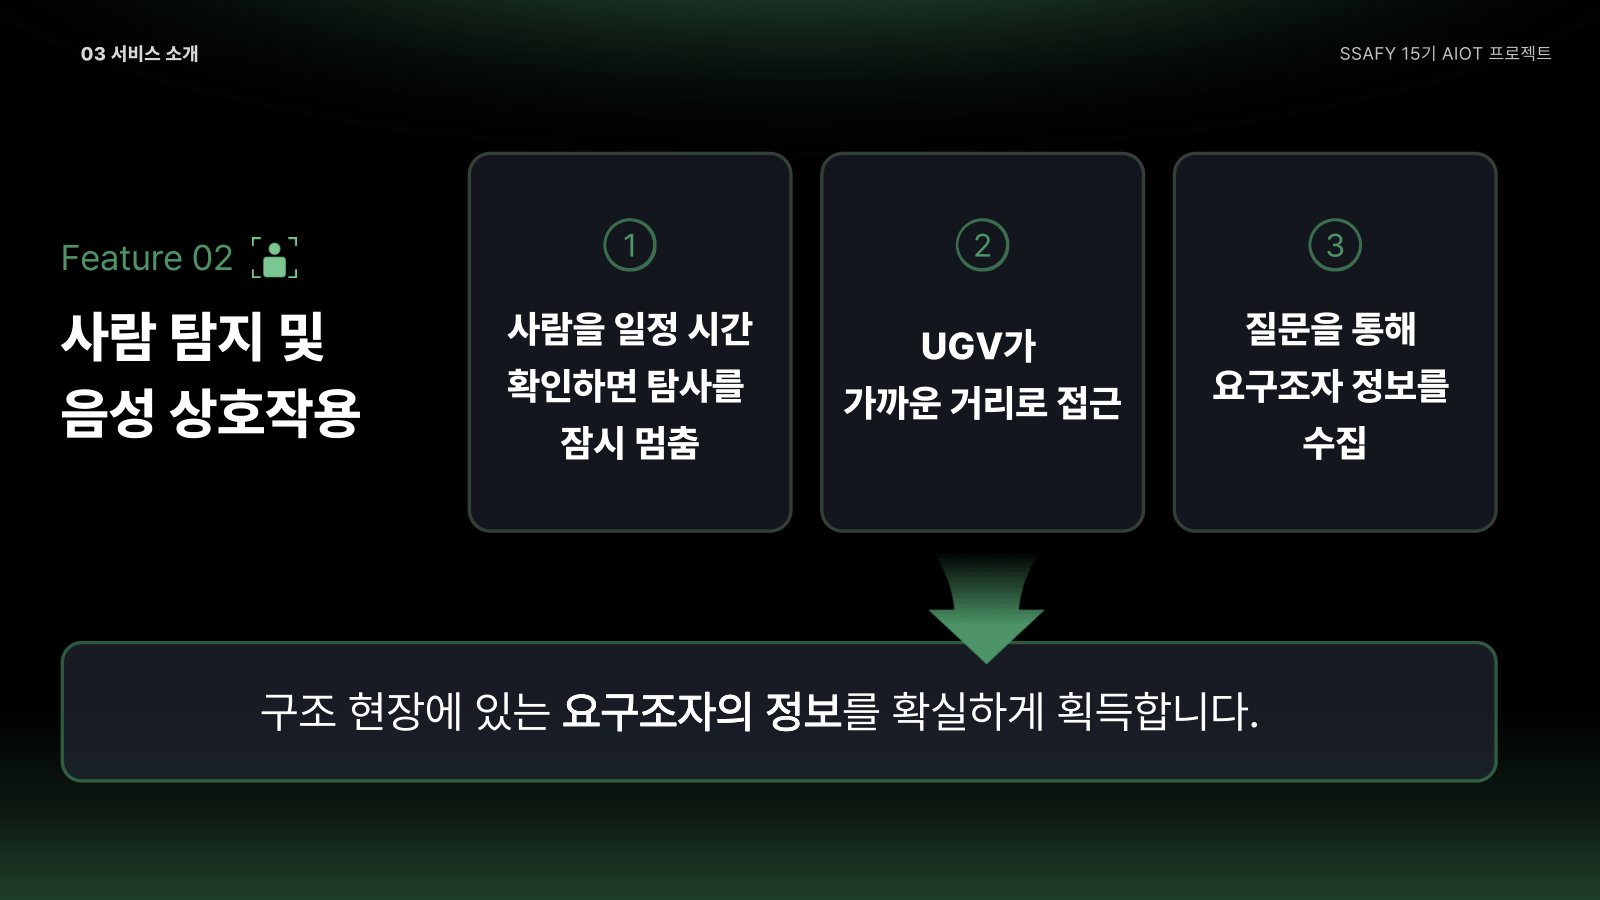 03 서비스 소개
SSAFY 15기 AIOT 프로젝트
Feature 02
사람 탐지 및
음성 상호작용
1
사람을 일정 시간
확인하면 탐사를
잠시 멈춤
2
UGV가
가까운 거리로 접근
3
질문을 통해
요구조자 정보를
수집
구조 현장에 있는 요구조자의 정보를 확실하게 획득합니다.